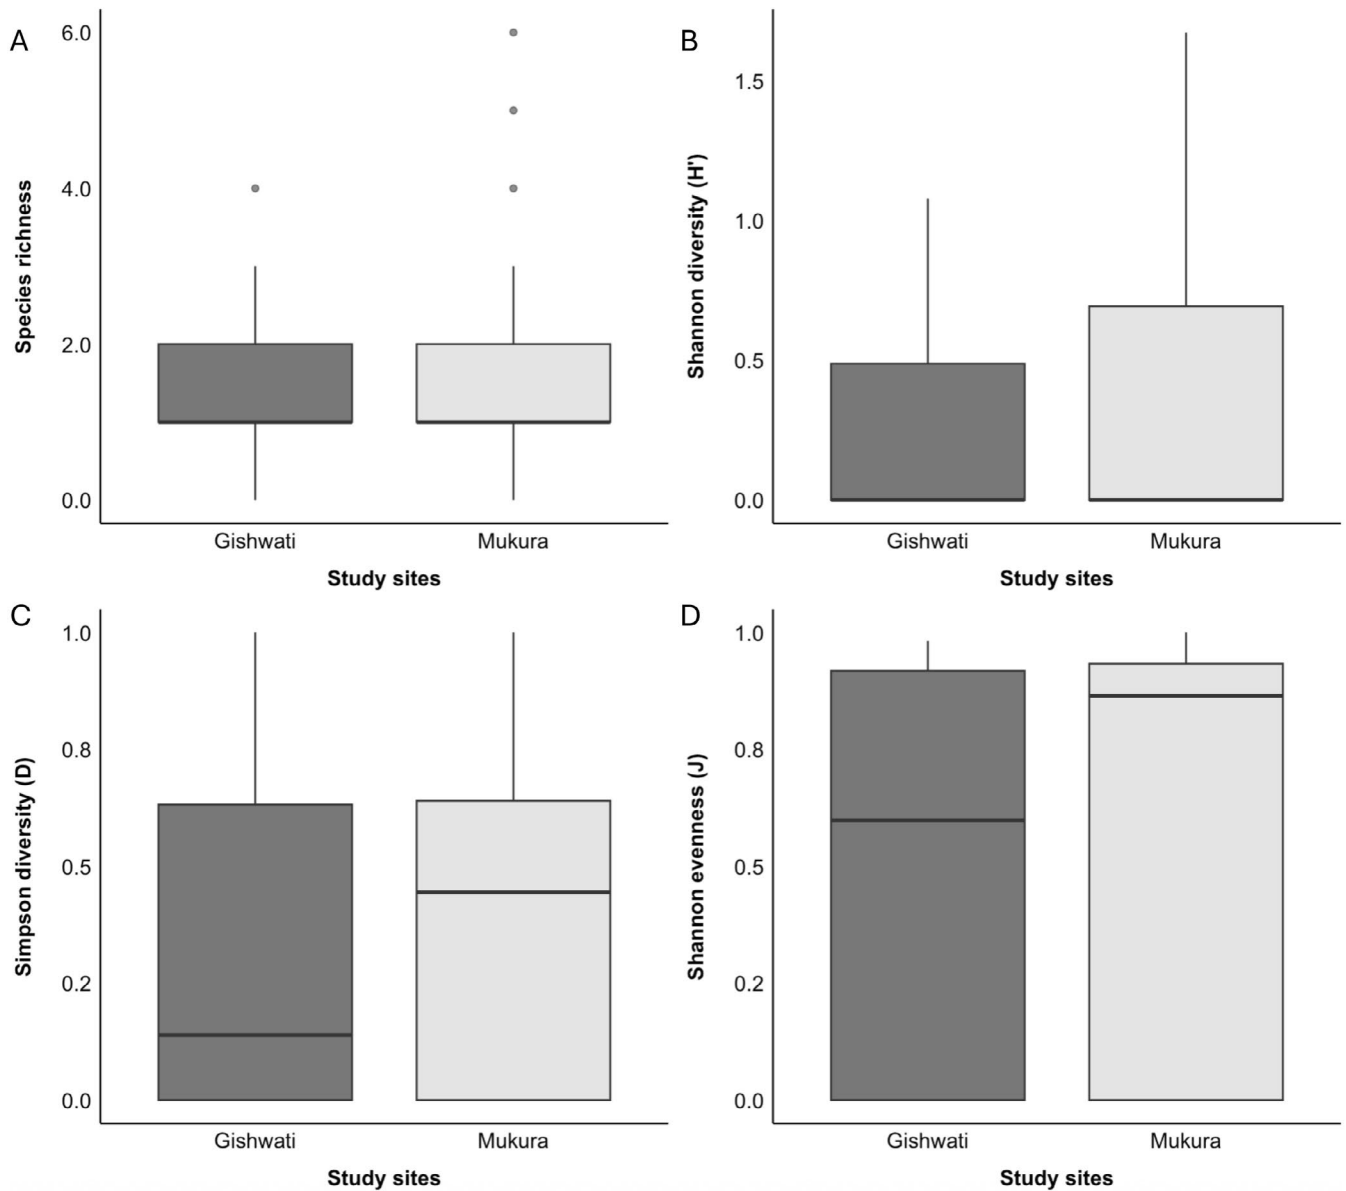 A
Species richness
6.0
4.0
2.0
0.0
Gishwati Mukura
Study sites
B
Shannon diversity (H')
1.5
1.0
0.5
0.0
Gishwati Mukura
Study sites
C
Simpson diversity (D)
1.0
0.8
0.5
0.2
0.0
Gishwati Mukura
Study sites
D
Shannon evenness (J)
1.0
0.8
0.5
0.2
0.0
Gishwati Mukura
Study sites